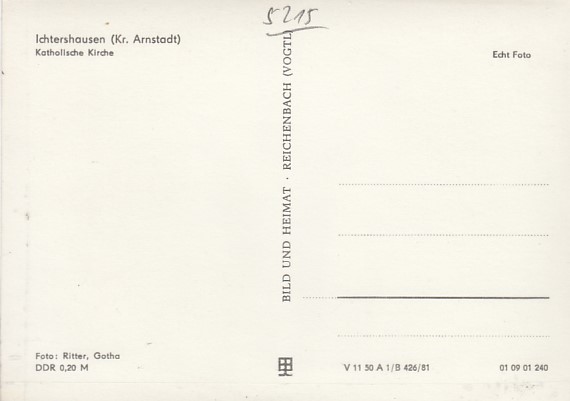 5215
Ichtershausen (Kr. Arnstadt)
Katholische Kirche
Echt Foto
BILD UND HEIMAT · REICHENBACH (VOGTL)
Foto: Ritter, Gotha
DDR 0,20 M
V 11 50 A 1/B 426/81
01 09 01 240